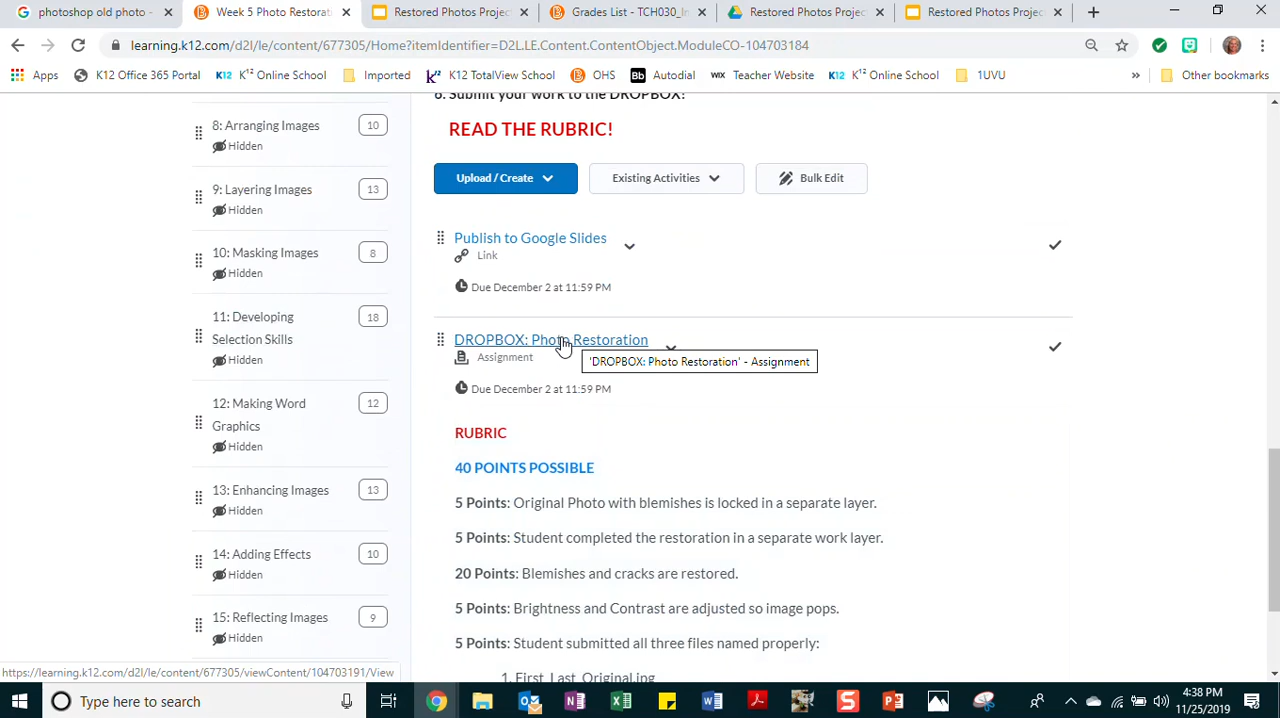 photoshop old photo -
Week 5 Photo Restorat
Restored Photos Project
Grades List - TCH030_In
Restored Photos Project
Restored Photos Project
learning.k12.com/d2l/le/content/677305/Home?itemIdentifier=D2L.LE.Content.ContentObject.ModuleCO-104703184
Apps
K12 Office 365 Portal
K12 K¹² Online School
Imported
K12 TotalView School
OHS
Bb Autodial
WIX Teacher Website
K12 K¹² Online School
1UVU
»
Other bookmarks
6. Submit your work to the DROPBOX!
READ THE RUBRIC!
Upload / Create
Existing Activities
Bulk Edit
8: Arranging Images
10
Hidden
9: Layering Images
13
Hidden
10: Masking Images
8
Hidden
11: Developing
Selection Skills
18
Hidden
12: Making Word
Graphics
12
Hidden
13: Enhancing Images
13
Hidden
14: Adding Effects
10
Hidden
15: Reflecting Images
9
Hidden
Publish to Google Slides
Link
Due December 2 at 11:59 PM
DROPBOX: Photo Restoration
Assignment
'DROPBOX: Photo Restoration' - Assignment
Due December 2 at 11:59 PM
RUBRIC
40 POINTS POSSIBLE
5 Points: Original Photo with blemishes is locked in a separate layer.
5 Points: Student completed the restoration in a separate work layer.
20 Points: Blemishes and cracks are restored.
5 Points: Brightness and Contrast are adjusted so image pops.
5 Points: Student submitted all three files named properly:
1. First_Last_Original.jpg
https://learning.k12.com/d2l/le/content/677305/viewContent/104703191/View
Type here to search
4:38 PM
11/25/2019